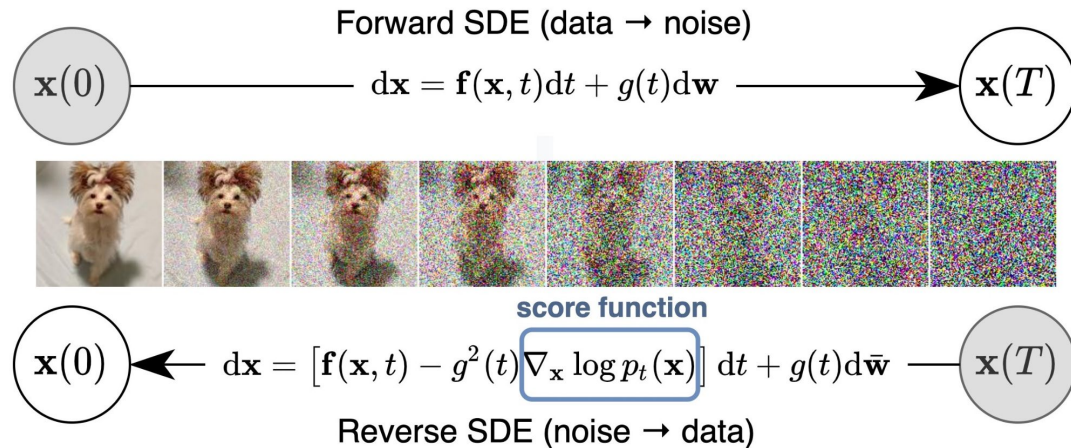 Forward SDE (data → noise)
x(0) dx = f(x, t)dt + g(t)dw x(T)
score function
x(0) dx = [f(x, t) − g²(t)∇ₓ log pₜ(x)] dt + g(t)dw̄ x(T)
Reverse SDE (noise → data)